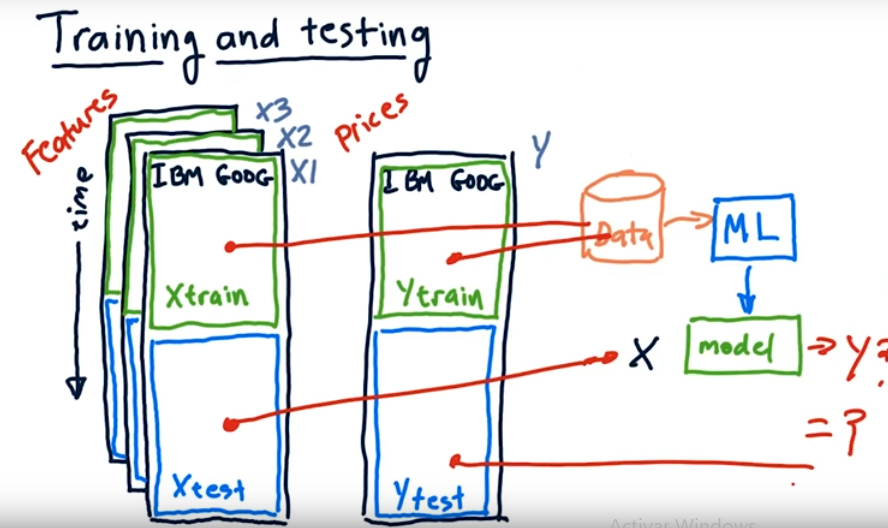 Training and testing
Features
X3
X2
X1
Prices
Y
time
IBM GOOG
IBM GOOG
Data
ML
Xtrain
Ytrain
X
model
Y?
= ?
Xtest
Ytest
Activar Windows